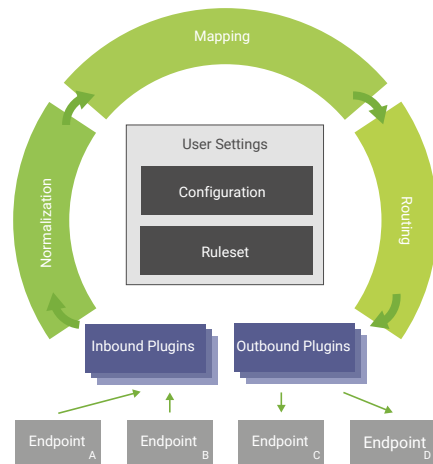 Mapping
User Settings
Configuration
Normalization
Routing
Ruleset
Inbound Plugins
Outbound Plugins
Endpoint A
Endpoint B
Endpoint C
Endpoint D